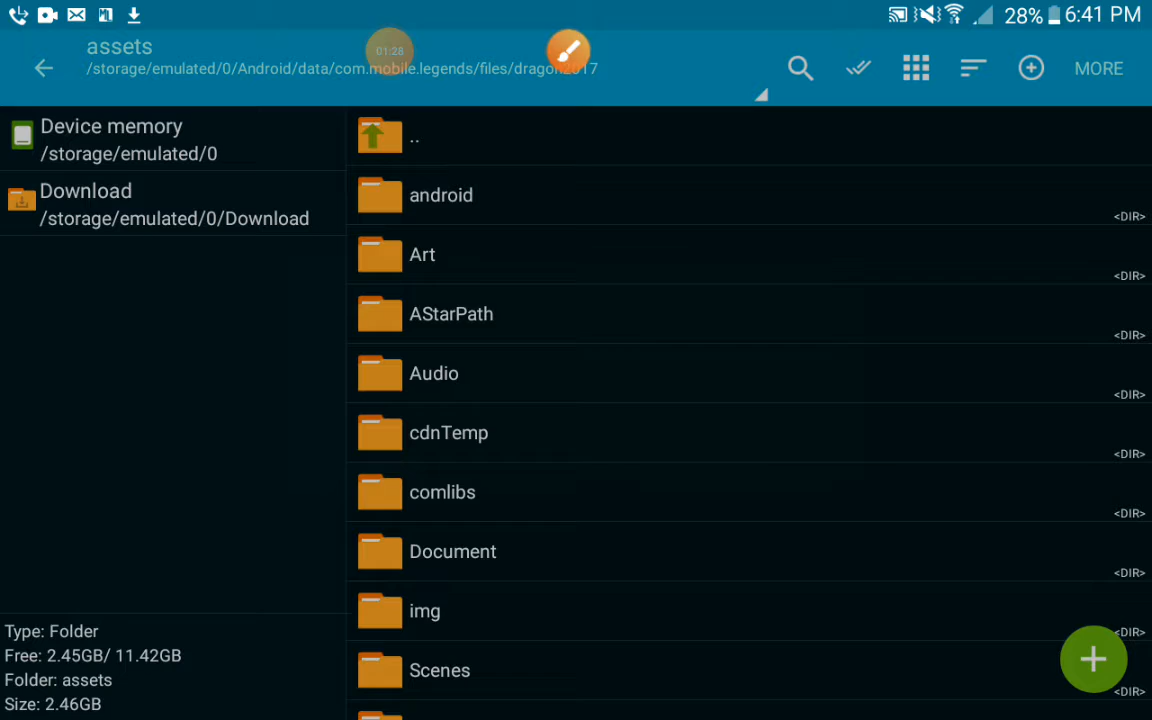 28% 6:41 PM
assets
01:28
/storage/emulated/0/Android/data/com.mobile.legends/files/dragon2017
MORE
Device memory
/storage/emulated/0
Download
/storage/emulated/0/Download
..
android
<DIR>
Art
<DIR>
AStarPath
<DIR>
Audio
<DIR>
cdnTemp
<DIR>
comlibs
<DIR>
Document
<DIR>
img
<DIR>
Scenes
<DIR>
Type: Folder
Free: 2.45GB/ 11.42GB
Folder: assets
Size: 2.46GB